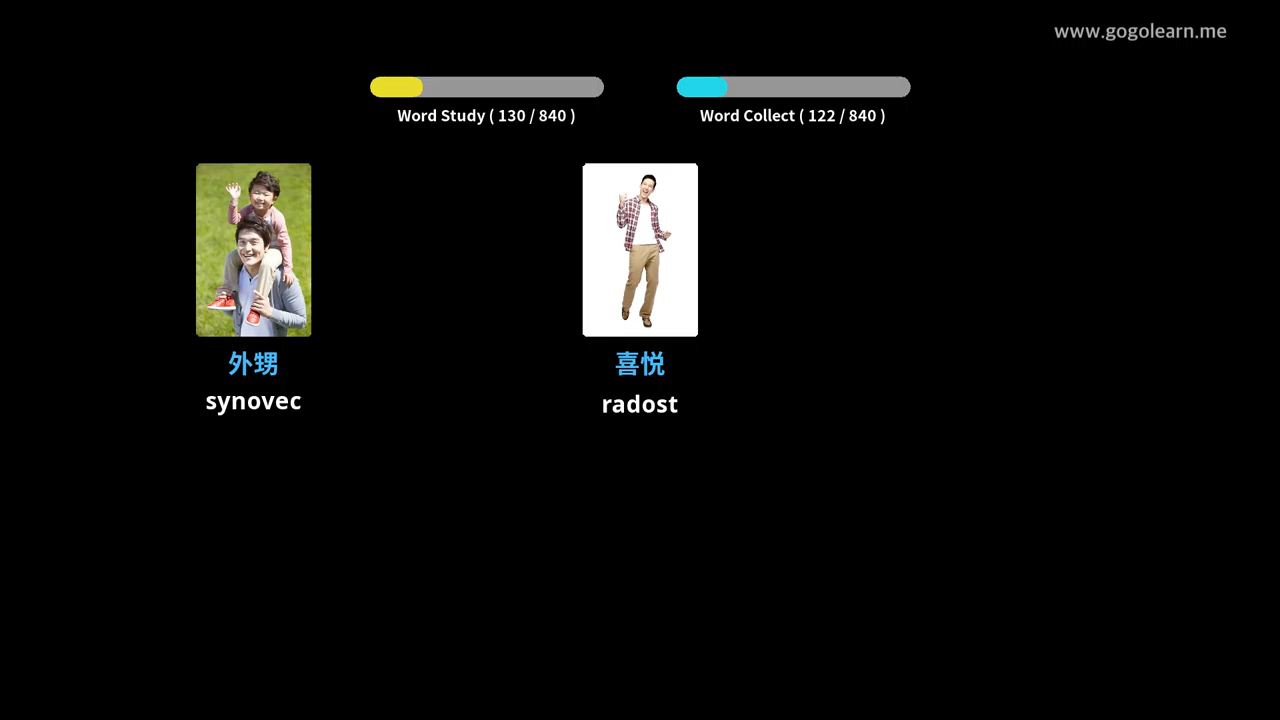 www.gogolearn.me
Word Study ( 130 / 840 )
Word Collect ( 122 / 840 )
外甥
synovec
喜悦
radost